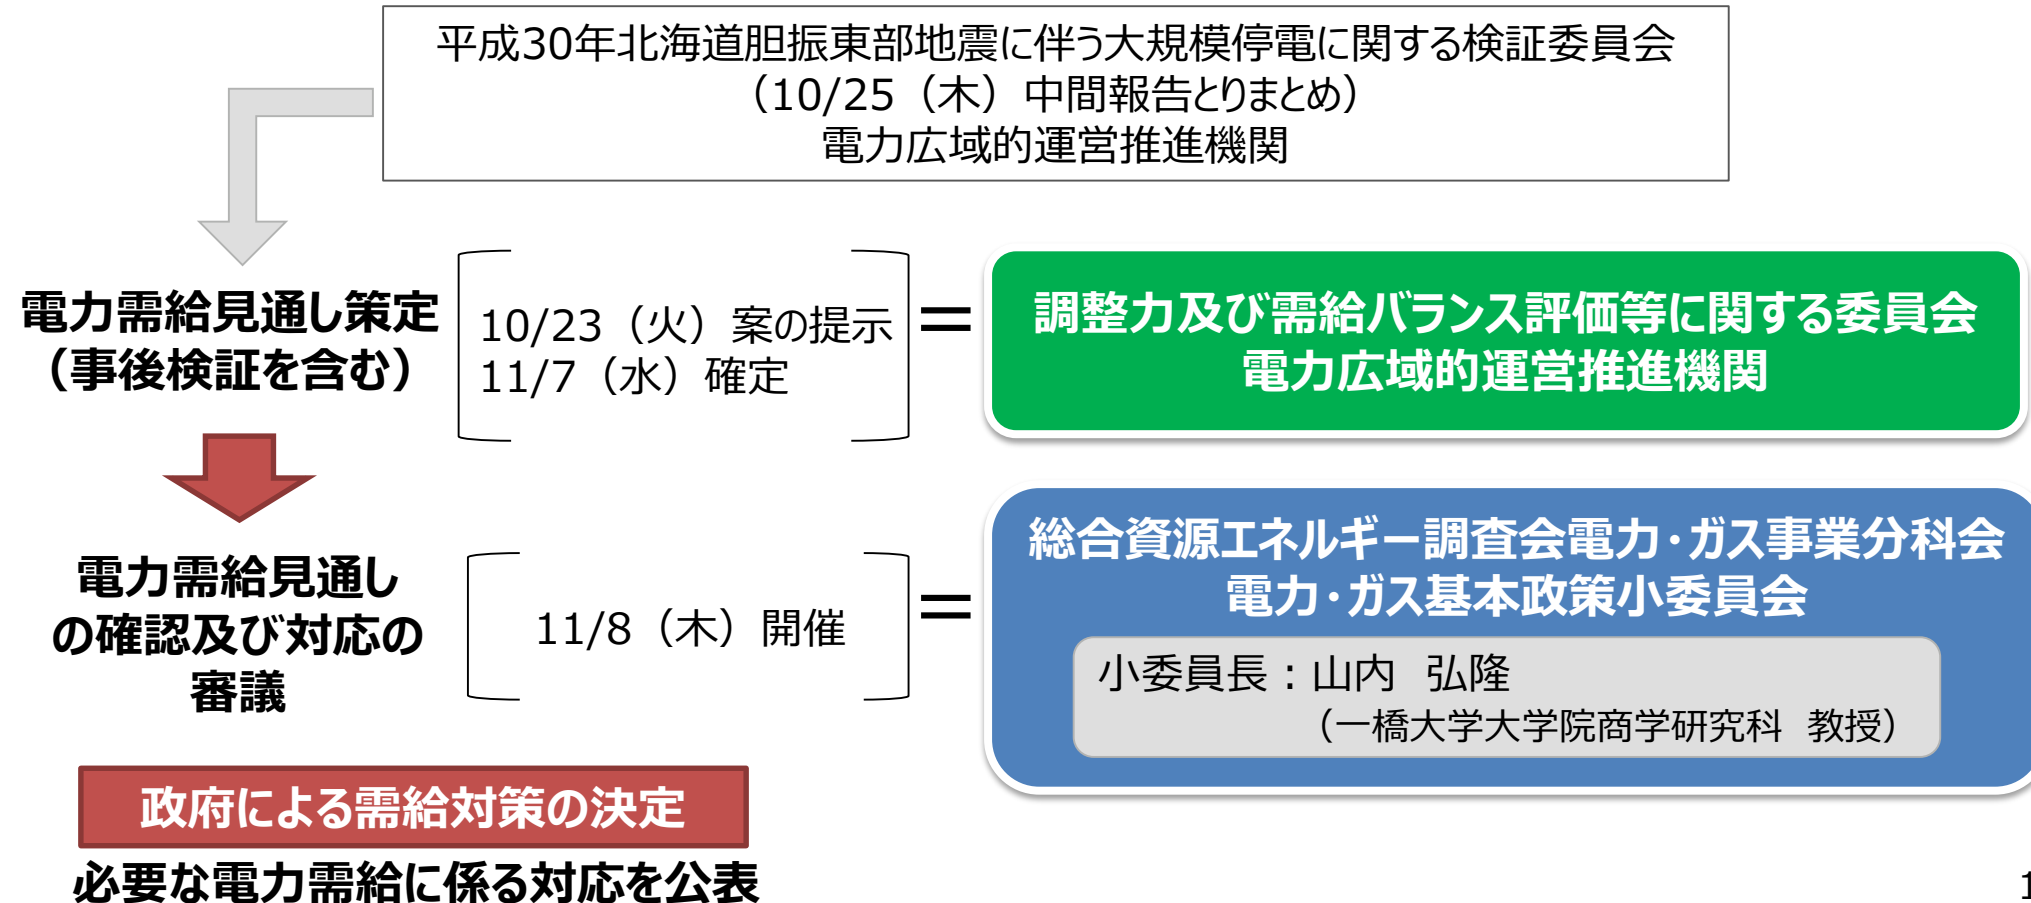 平成30年北海道胆振東部地震に伴う大規模停電に関する検証委員会
（10/25（木）中間報告とりまとめ）
電力広域的運営推進機関
電力需給見通し策定
（事後検証を含む）
10/23（火）案の提示
11/7（水）確定
＝
調整力及び需給バランス評価等に関する委員会
電力広域的運営推進機関
電力需給見通し
の確認及び対応の
審議
11/8（木）開催
＝
総合資源エネルギー調査会電力・ガス事業分科会
電力・ガス基本政策小委員会
小委員長：山内　弘隆
（一橋大学大学院商学研究科　教授）
政府による需給対策の決定
必要な電力需給に係る対応を公表
1